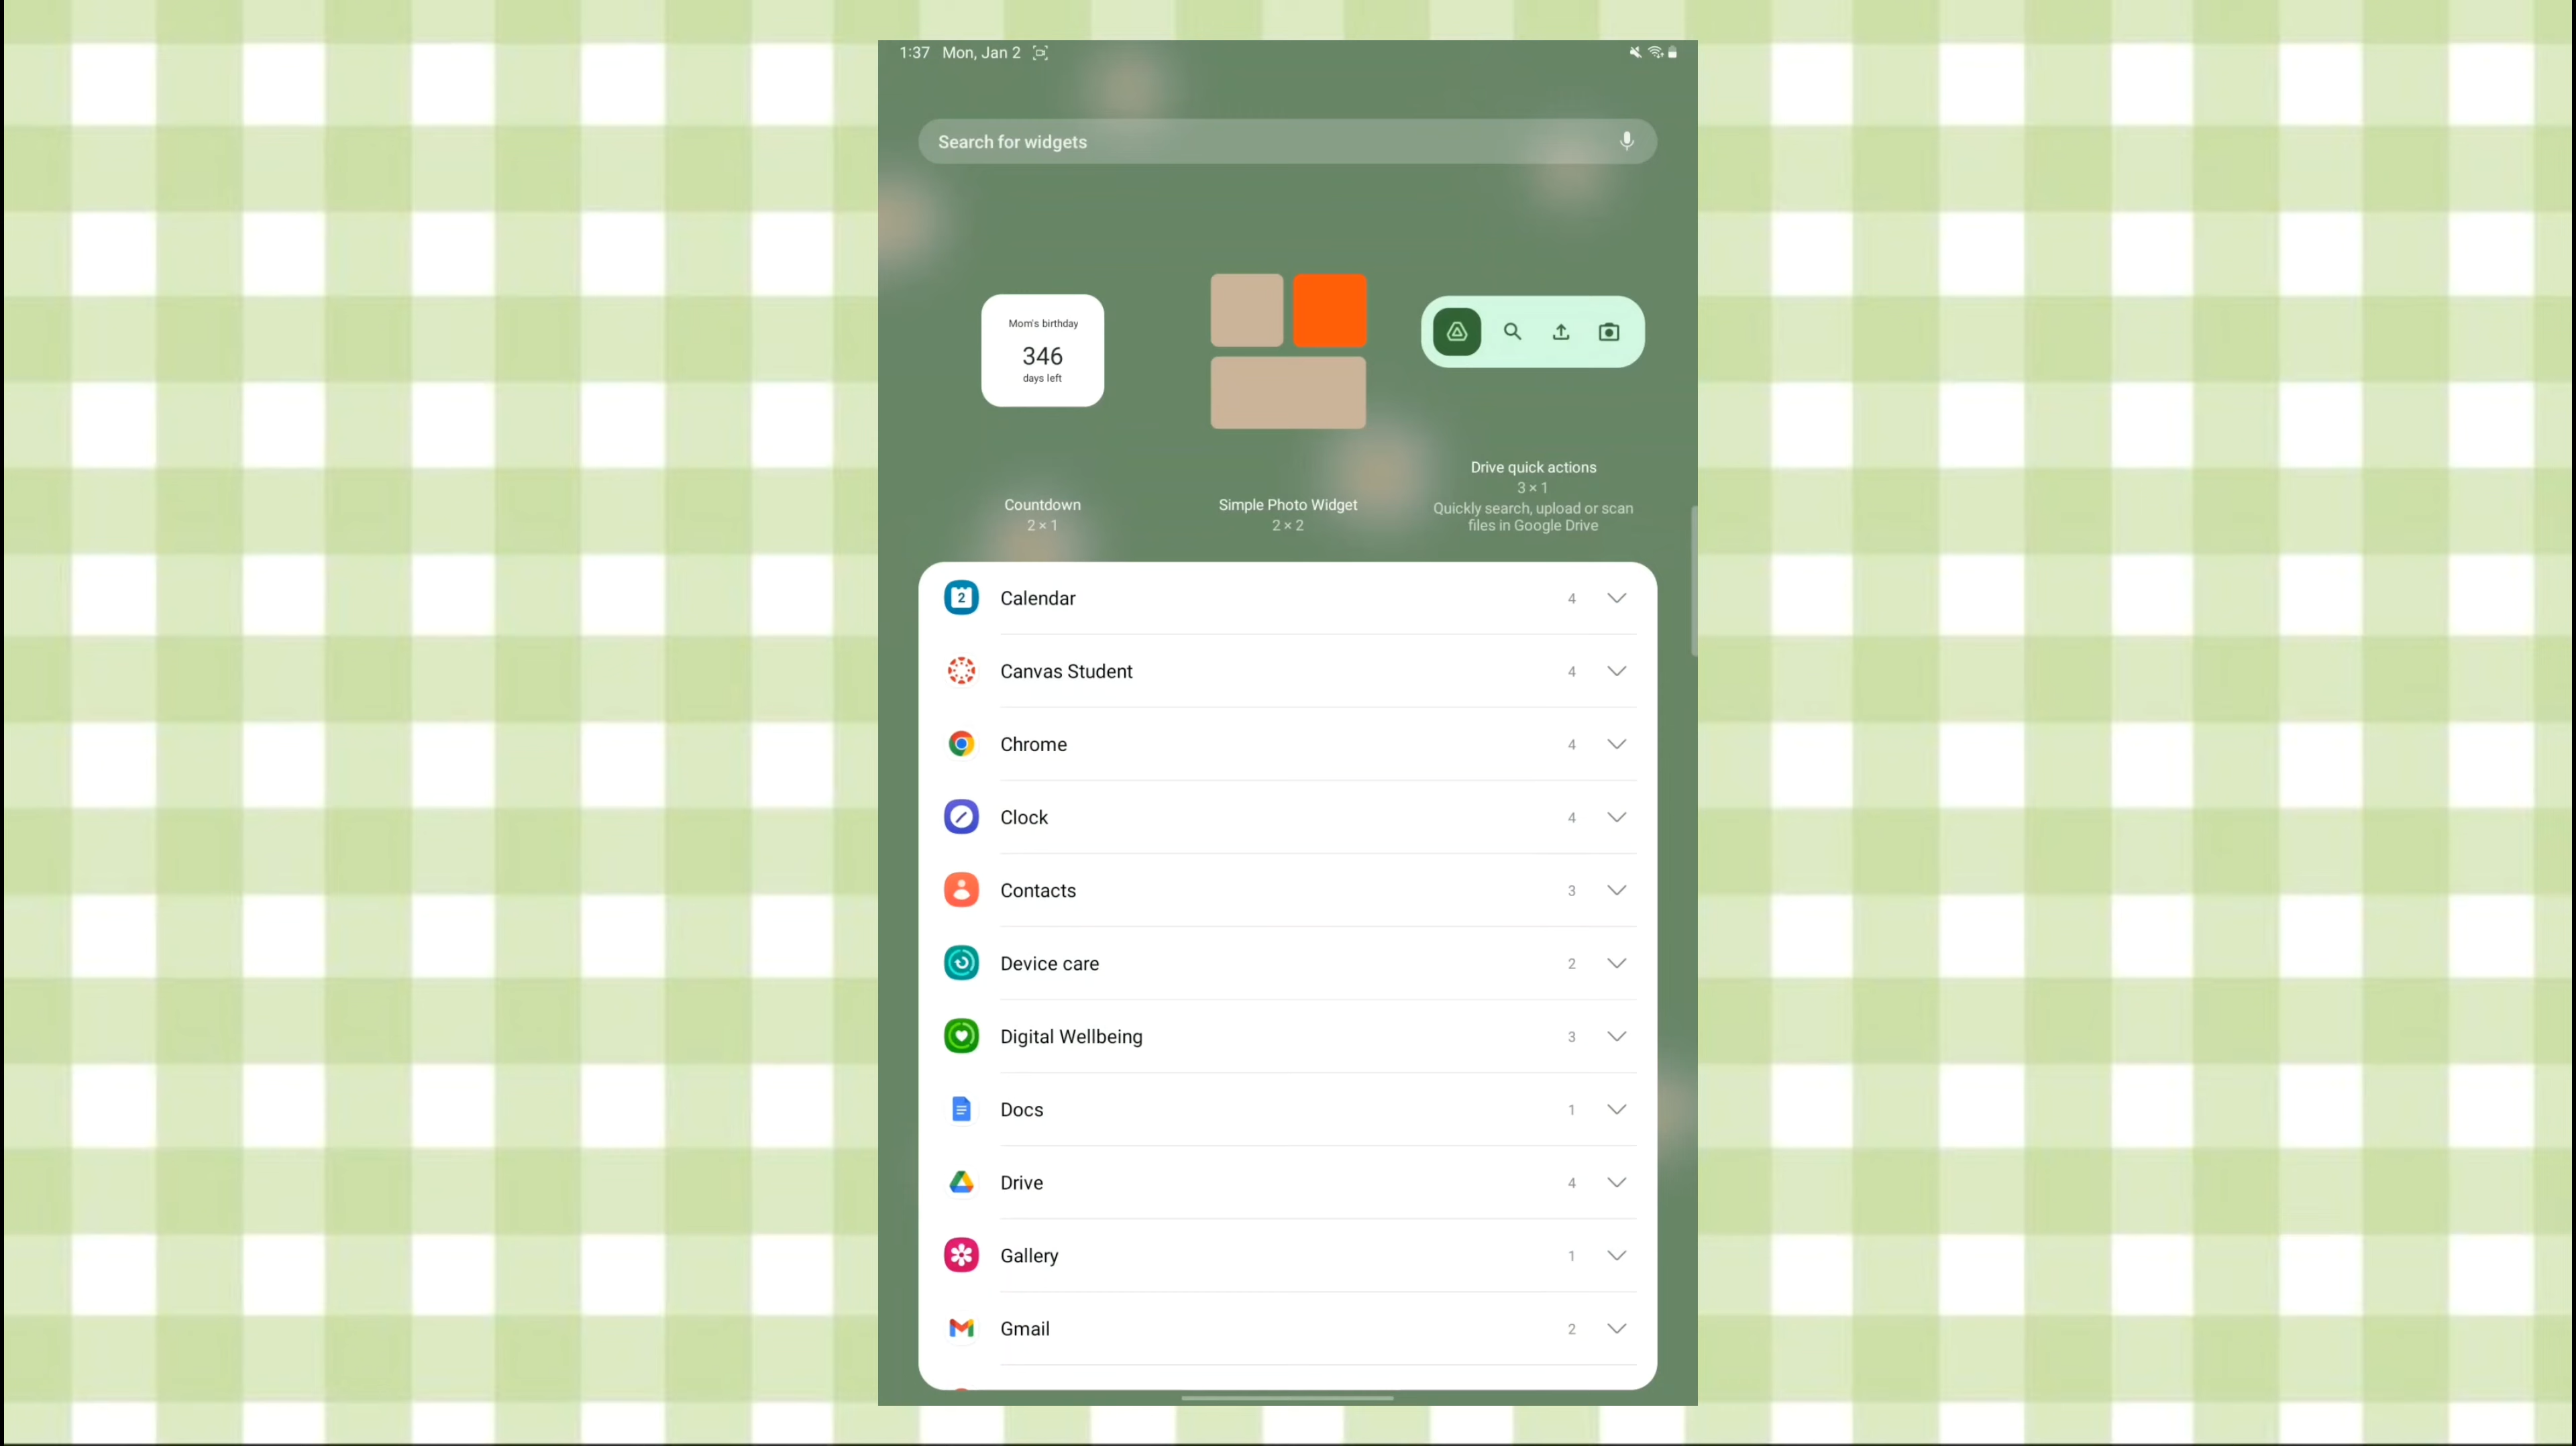 1:37 Mon, Jan 2
Search for widgets
Mom's birthday
346
days left
Countdown
2 × 1
Simple Photo Widget
2 × 2
Drive quick actions
3 × 1
Quickly search, upload or scan
files in Google Drive
2 Calendar 4
Canvas Student 4
Chrome 4
Clock 4
Contacts 3
Device care 2
Digital Wellbeing 3
Docs 1
Drive 4
Gallery 1
Gmail 2